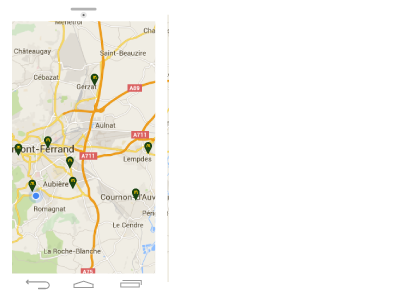 Châteaugay
Saint-Beauzire
Cébazat
Gerzat
A89
Aulnat
A711
mont-Ferrand
A711
Lempdes
Aubière
Cournon-d'Auv
Romagnat
Le Cendre
La Roche-Blanche
A75